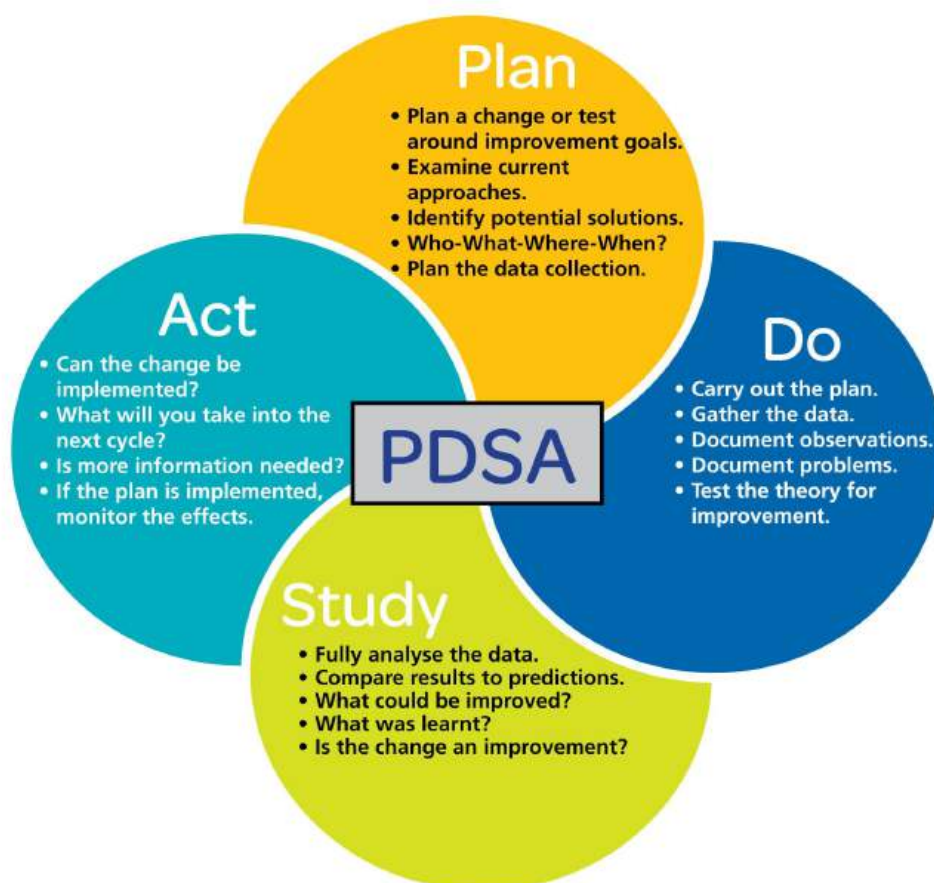 Plan
• Plan a change or test
around improvement goals.
• Examine current
approaches.
• Identify potential solutions.
• Who-What-Where-When?
• Plan the data collection.
Do
• Carry out the plan.
• Gather the data.
• Document observations.
• Document problems.
• Test the theory for
improvement.
Study
• Fully analyse the data.
• Compare results to predictions.
• What could be improved?
• What was learnt?
• Is the change an improvement?
Act
• Can the change be
implemented?
• What will you take into the
next cycle?
• Is more information needed?
• If the plan is implemented,
monitor the effects.
PDSA